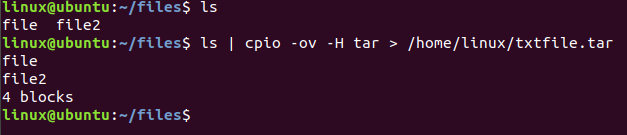 linux@ubuntu:~/files$ ls
file  file2
linux@ubuntu:~/files$ ls | cpio -ov -H tar > /home/linux/txtfile.tar
file
file2
4 blocks
linux@ubuntu:~/files$